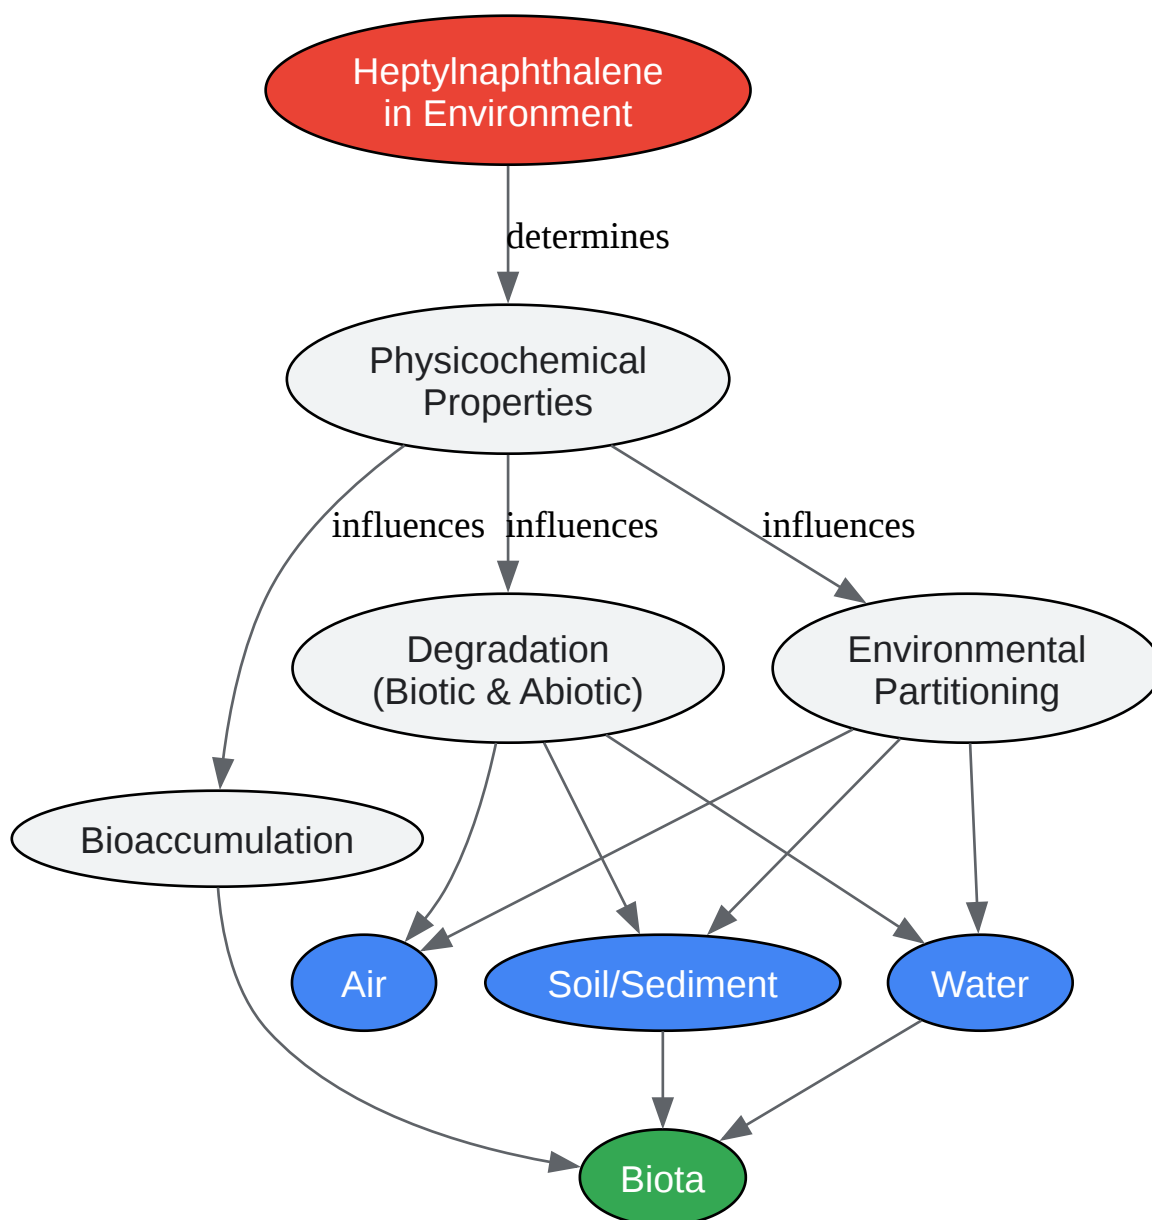 Heptylnaphthalene
in Environment
determines
Physicochemical
Properties
influences
influences
influences
Degradation
(Biotic & Abiotic)
Environmental
Partitioning
Bioaccumulation
Air
Soil/Sediment
Water
Biota